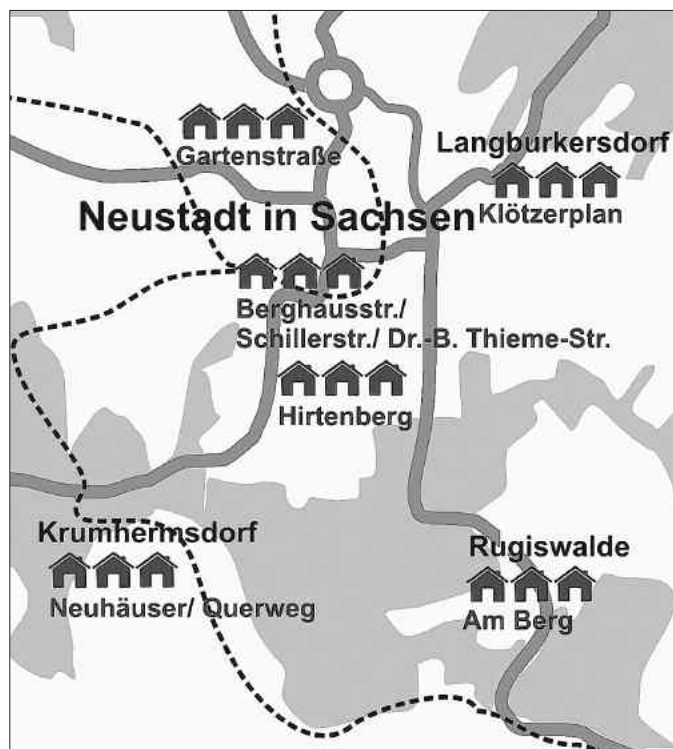 Gartenstraße
Langburkersdorf
Klötzerplan
Neustadt in Sachsen
Berghausstr./
Schillerstr./ Dr.-B. Thieme-Str.
Hirtenberg
Krumhermsdorf
Neuhäuser/ Querweg
Rugiswalde
Am Berg